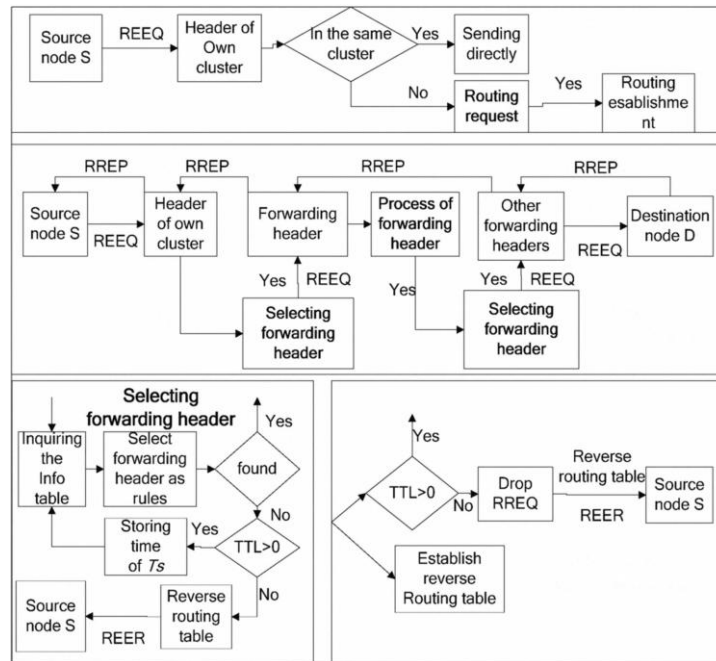 Source
node S
REEQ
Header of
Own
cluster
In the same
cluster
Yes
Sending
directly
No
Routing
request
Yes
Routing
esablishme
nt
RREP
RREP
RREP
RREP
Source
node S
REEQ
Header
of own
cluster
Forwarding
header
Process of
forwarding
header
Other
forwarding
headers
REEQ
Destination
node D
Yes
REEQ
Yes
Yes
REEQ
Selecting
forwarding
header
Selecting
forwarding
header
Selecting
forwarding header
Yes
Inquiring
the
Info
table
Select
forwarding
header as
rules
found
No
Storing
time
of Ts
Yes
TTL>0
No
Source
node S
REER
Reverse
routing
table
Yes
TTL>0
No
Drop
RREQ
Reverse
routing table
REER
Source
node S
Establish
reverse
Routing table